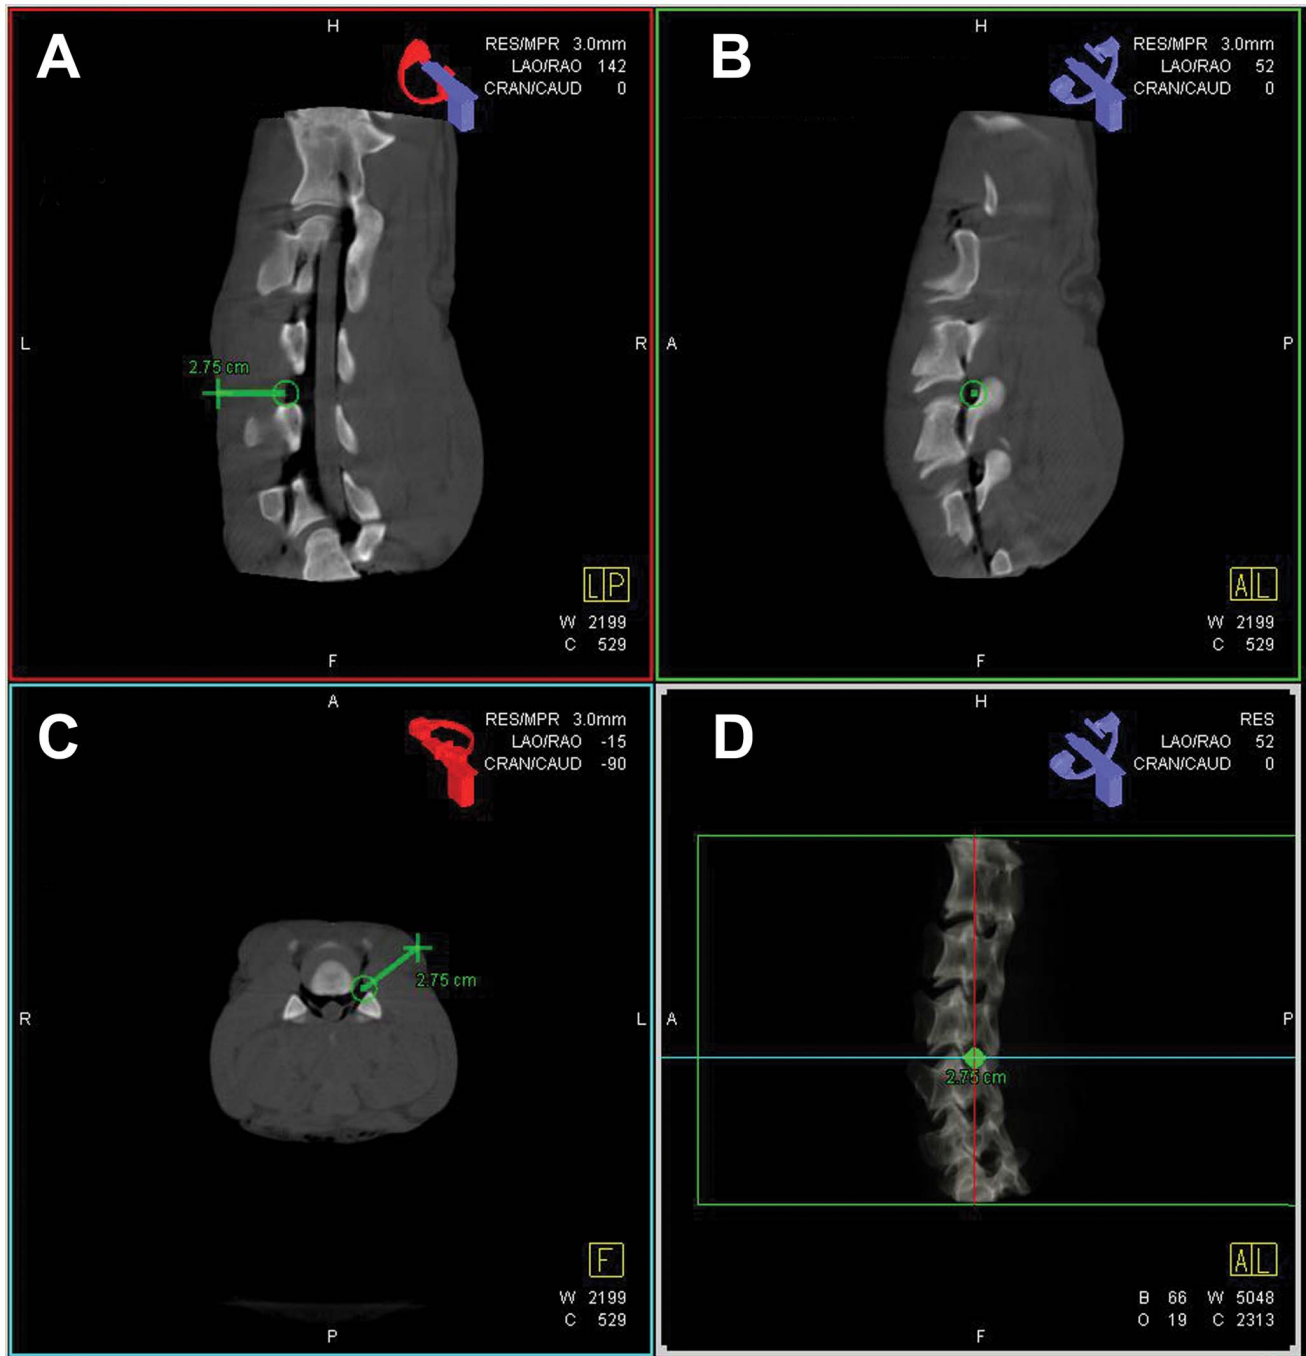 A
H
RES/MPR 3.0mm
LAO/RAO 142
CRAN/CAUD 0
L
R
2.75 cm
LP
W 2199
C 529
F
B
H
RES/MPR 3.0mm
LAO/RAO 52
CRAN/CAUD 0
A
P
AL
W 2199
C 529
F
C
A
RES/MPR 3.0mm
LAO/RAO -15
CRAN/CAUD -90
2.75 cm
R
L
F
W 2199
C 529
P
D
H
RES
LAO/RAO 52
CRAN/CAUD 0
A
P
2.75 cm
AL
B 66 W 5048
O 19 C 2313
F